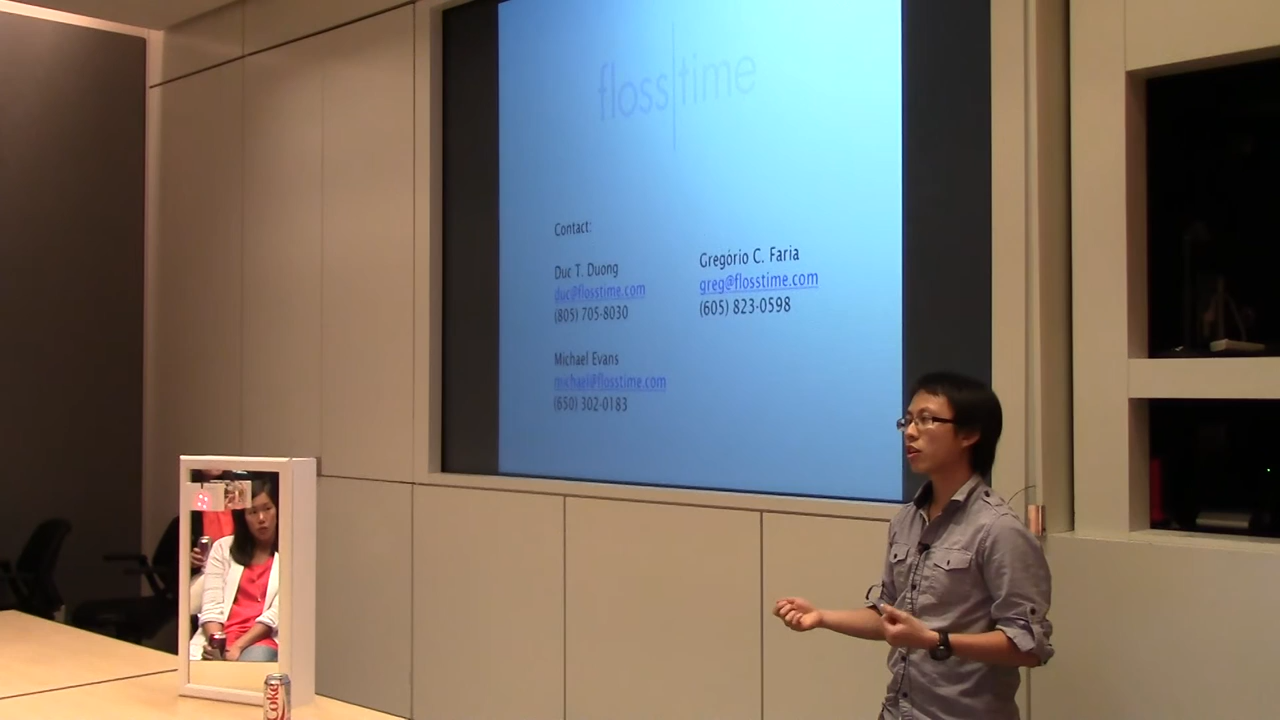 floss|time
Contact:
Duc T. Duong
duc@flosstime.com
(805) 705-8030
Michael Evans
michael@flosstime.com
(650) 302-0183
Gregório C. Faria
greg@flosstime.com
(605) 823-0598
Coke